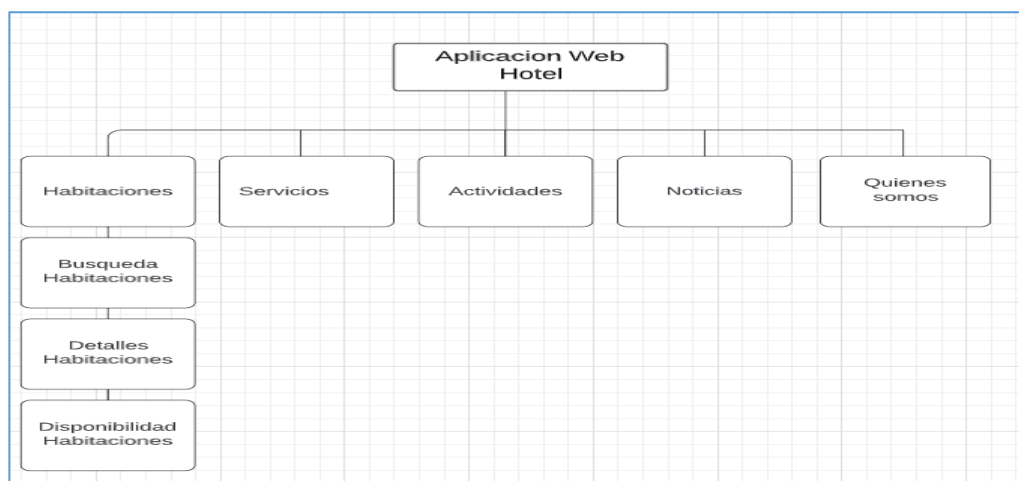 Aplicacion Web
Hotel
Habitaciones
Servicios
Actividades
Noticias
Quienes
somos
Busqueda
Habitaciones
Detalles
Habitaciones
Disponibilidad
Habitaciones